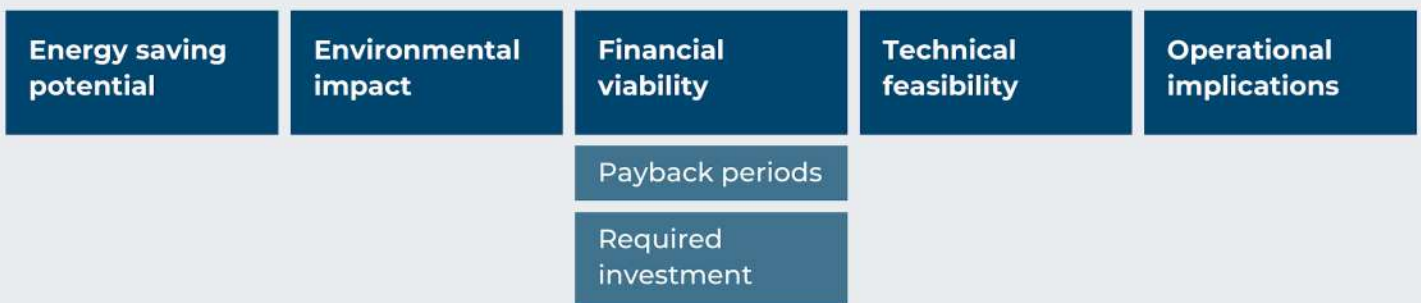 Energy saving
potential
Environmental
impact
Financial
viability
Technical
feasibility
Operational
implications
Payback periods
Required
investment